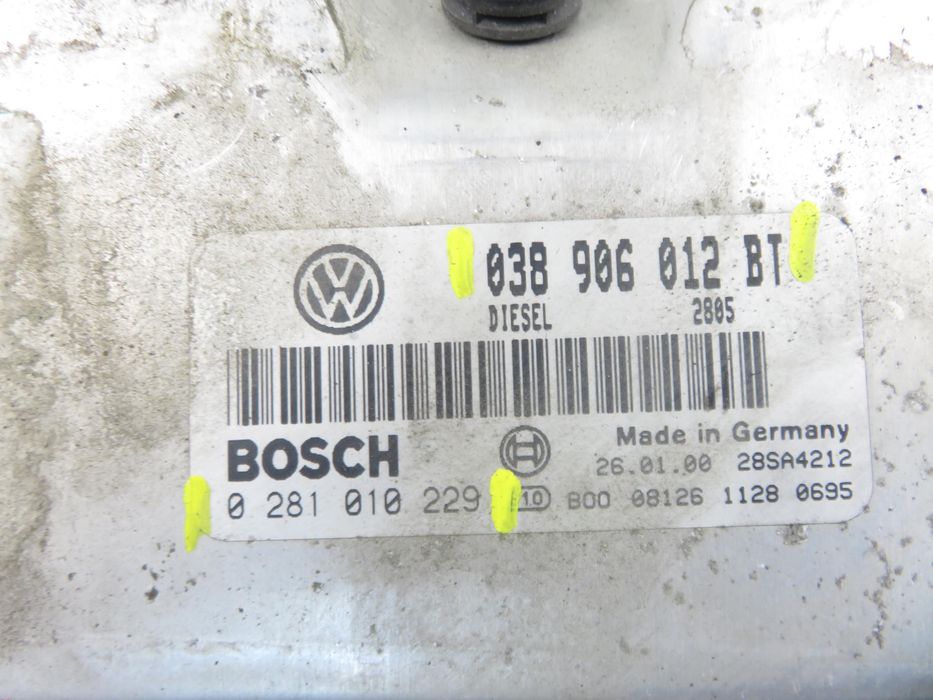 038 906 012 BT
DIESEL 2805
BOSCH
Made in Germany
26.01.00 28SA4212
0 281 010 229 B00 08126 1128 0695